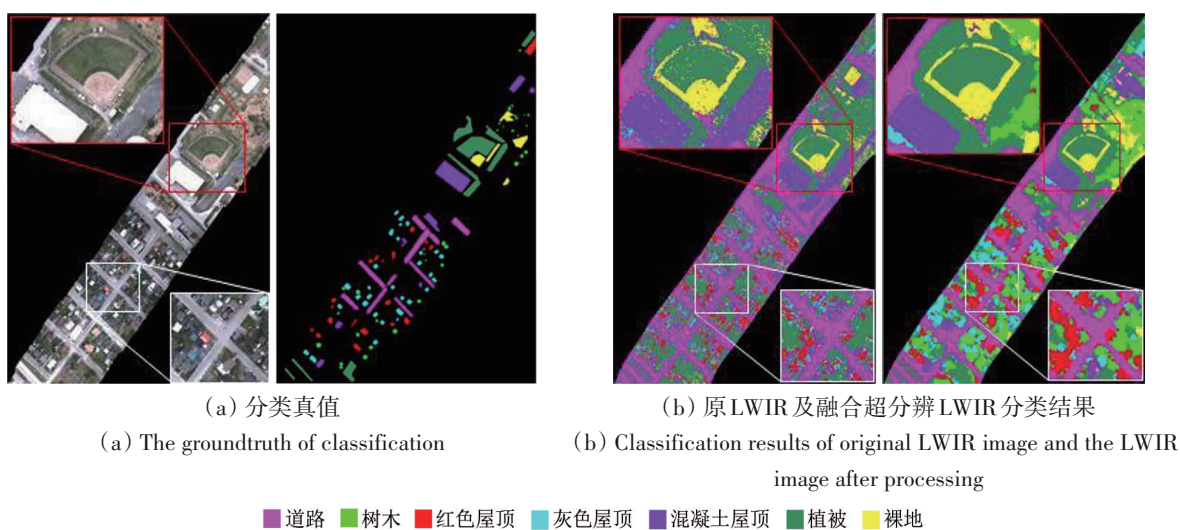 (a) 分类真值
(a) The groundtruth of classification
(b) 原LWIR及融合超分辨LWIR分类结果
(b) Classification results of original LWIR image and the LWIR
image after processing
道路 树木 红色屋顶 灰色屋顶 混凝土屋顶 植被 裸地